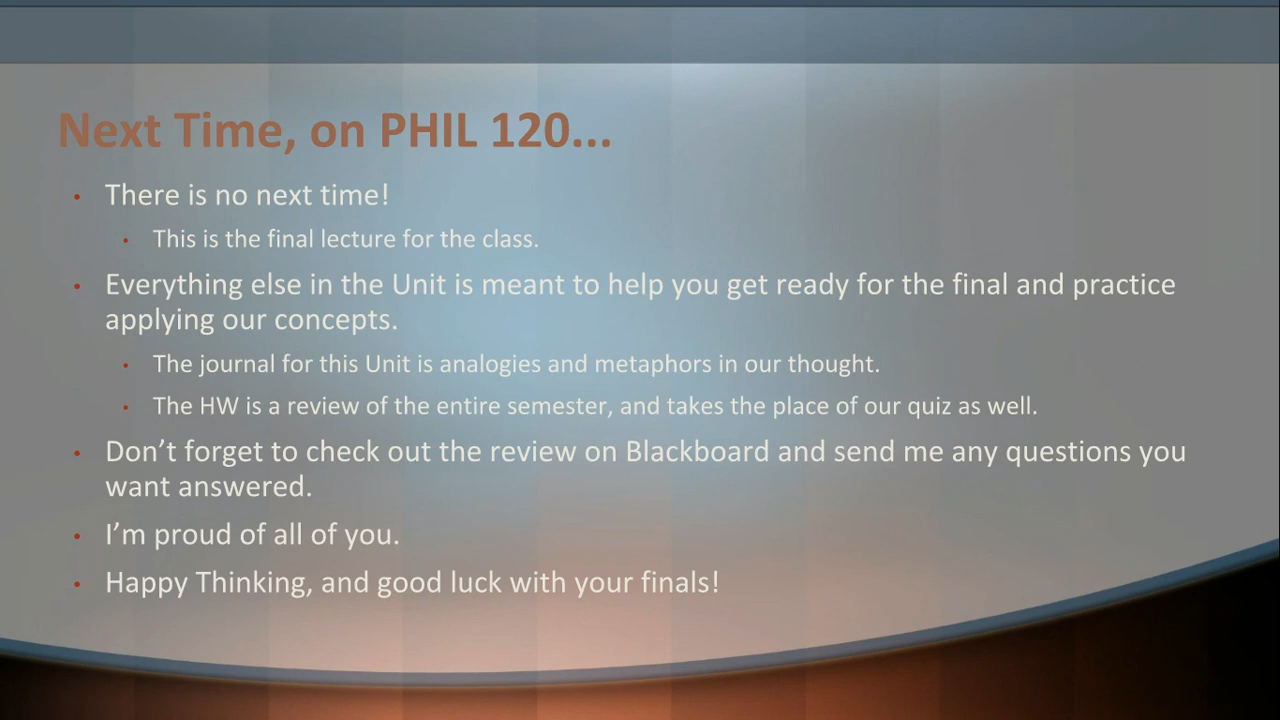 Next Time, on PHIL 120...
• There is no next time!
• This is the final lecture for the class.
• Everything else in the Unit is meant to help you get ready for the final and practice
applying our concepts.
• The journal for this Unit is analogies and metaphors in our thought.
• The HW is a review of the entire semester, and takes the place of our quiz as well.
• Don’t forget to check out the review on Blackboard and send me any questions you
want answered.
• I’m proud of all of you.
• Happy Thinking, and good luck with your finals!